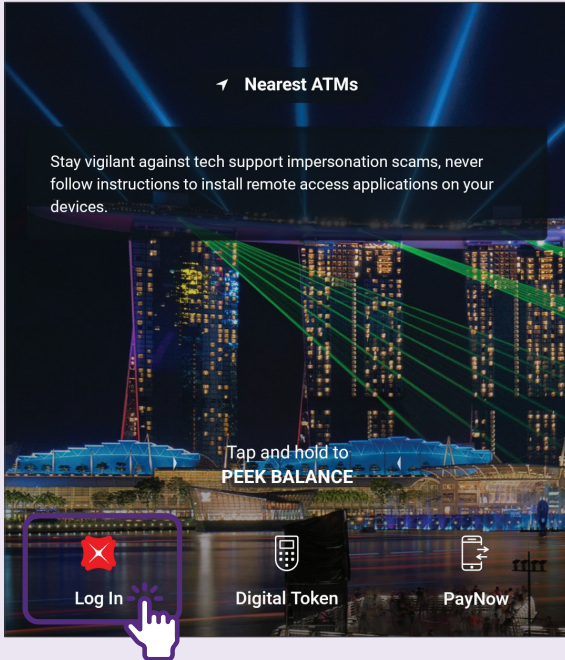 Nearest ATMs
Stay vigilant against tech support impersonation scams, never
follow instructions to install remote access applications on your
devices.
Tap and hold to
PEEK BALANCE
Log In
Digital Token
PayNow